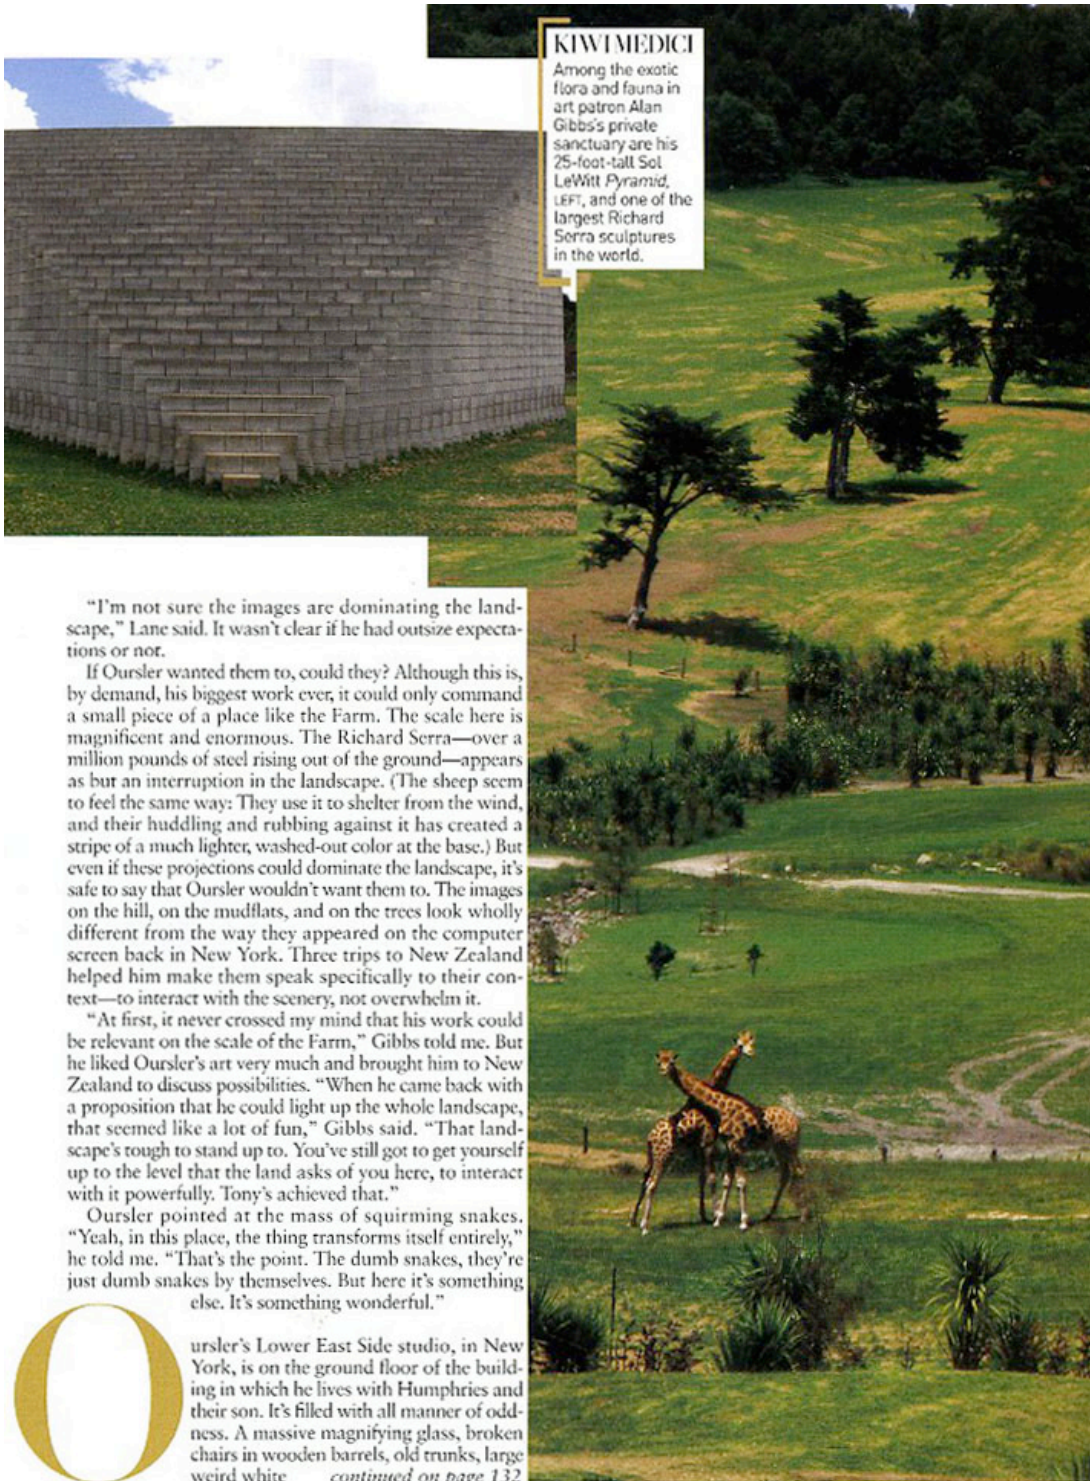 KIWI MEDICI
Among the exotic
flora and fauna in
art patron Alan
Gibbs's private
sanctuary are his
25-foot-tall Sol
LeWitt Pyramid,
LEFT, and one of the
largest Richard
Serra sculptures
in the world.
"I'm not sure the images are dominating the land-
scape," Lane said. It wasn't clear if he had outsize expecta-
tions or not.
If Oursler wanted them to, could they? Although this is,
by demand, his biggest work ever, it could only command
a small piece of a place like the Farm. The scale here is
magnificent and enormous. The Richard Serra—over a
million pounds of steel rising out of the ground—appears
as but an interruption in the landscape. (The sheep seem
to feel the same way: They use it to shelter from the wind,
and their huddling and rubbing against it has created a
stripe of a much lighter, washed-out color at the base.) But
even if these projections could dominate the landscape, it's
safe to say that Oursler wouldn't want them to. The images
on the hill, on the mudflats, and on the trees look wholly
different from the way they appeared on the computer
screen back in New York. Three trips to New Zealand
helped him make them speak specifically to their con-
text—to interact with the scenery, not overwhelm it.
"At first, it never crossed my mind that his work could
be relevant on the scale of the Farm," Gibbs told me. But
he liked Oursler's art very much and brought him to New
Zealand to discuss possibilities. "When he came back with
a proposition that he could light up the whole landscape,
that seemed like a lot of fun," Gibbs said. "That land-
scape's tough to stand up to. You've still got to get yourself
up to the level that the land asks of you here, to interact
with it powerfully. Tony's achieved that."
Oursler pointed at the mass of squirming snakes.
"Yeah, in this place, the thing transforms itself entirely,"
he told me. "That's the point. The dumb snakes, they're
just dumb snakes by themselves. But here it's something
else. It's something wonderful."
Oursler's Lower East Side studio, in New
York, is on the ground floor of the build-
ing in which he lives with Humphries and
their son. It's filled with all manner of odd-
ness. A massive magnifying glass, broken
chairs in wooden barrels, old trunks, large
weird white continued on page 132